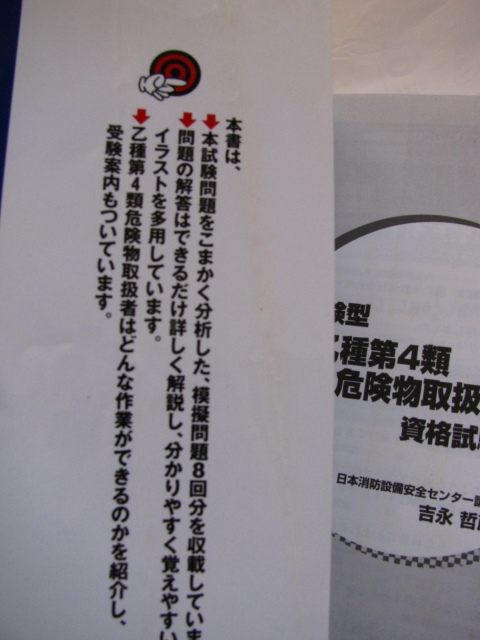 本書は、
本試験問題をこまかく分析した、模擬問題8回分を収載していま
問題の解答はできるだけ詳しく解説し、分かりやすく覚えやすい
イラストを多用しています。
乙種第4類危険物取扱者はどんな作業ができるのかを紹介し、
受験案内もついています。
験型
乙種第4類
危険物取扱
資格試験
日本消防設備安全センター
吉永 哲